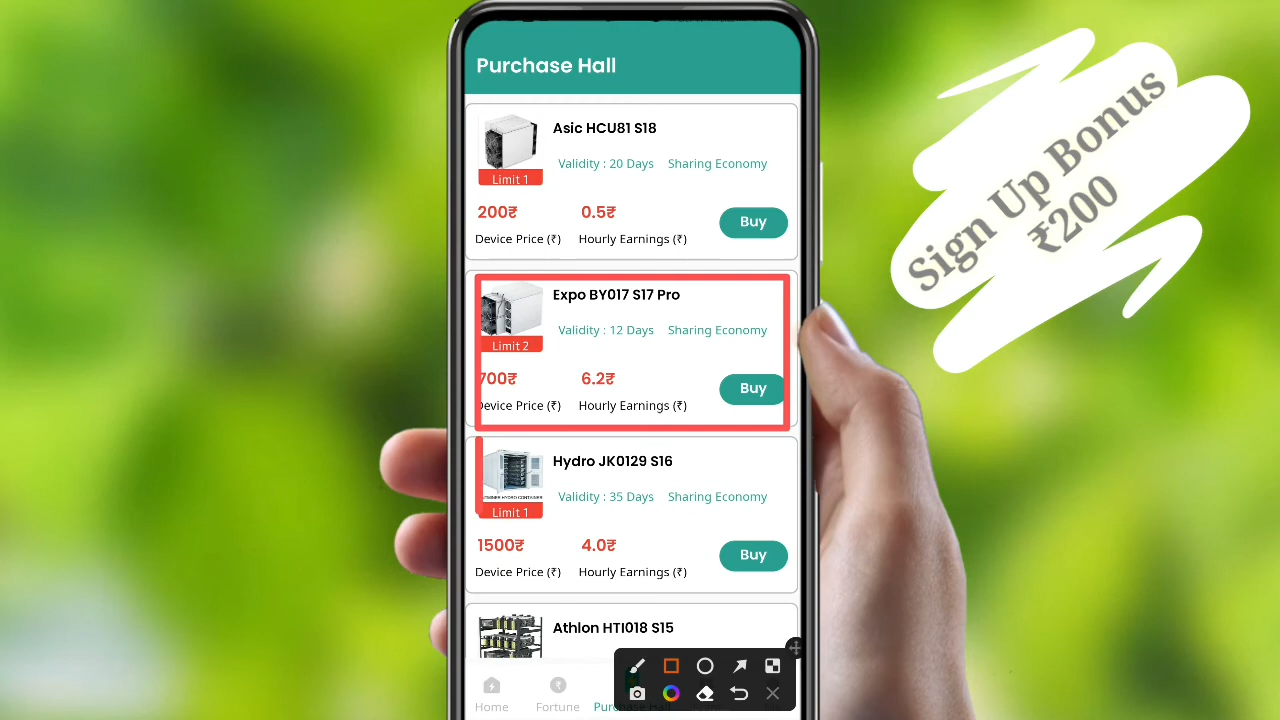 Purchase Hall
Asic HCU81 S18
Validity : 20 Days Sharing Economy
Limit 1
200₹ 0.5₹
Buy
Device Price (₹) Hourly Earnings (₹)
Expo BY017 S17 Pro
Validity : 12 Days Sharing Economy
Limit 2
700₹ 6.2₹
Buy
Device Price (₹) Hourly Earnings (₹)
Hydro JK0129 S16
Validity : 35 Days Sharing Economy
Limit 1
1500₹ 4.0₹
Buy
Device Price (₹) Hourly Earnings (₹)
Athlon HTI018 S15
Home Fortune
Sign Up Bonus
₹200